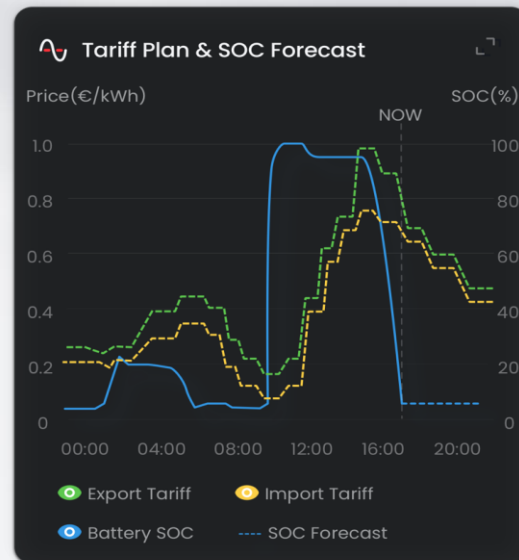 Tariff Plan & SOC Forecast
Price(€/kWh) SOC(%)
NOW
1.0 100
0.8 80
0.6 60
0.4 40
0.2 20
0 0
00:00 04:00 08:00 12:00 16:00 20:00
Export Tariff Import Tariff
Battery SOC SOC Forecast